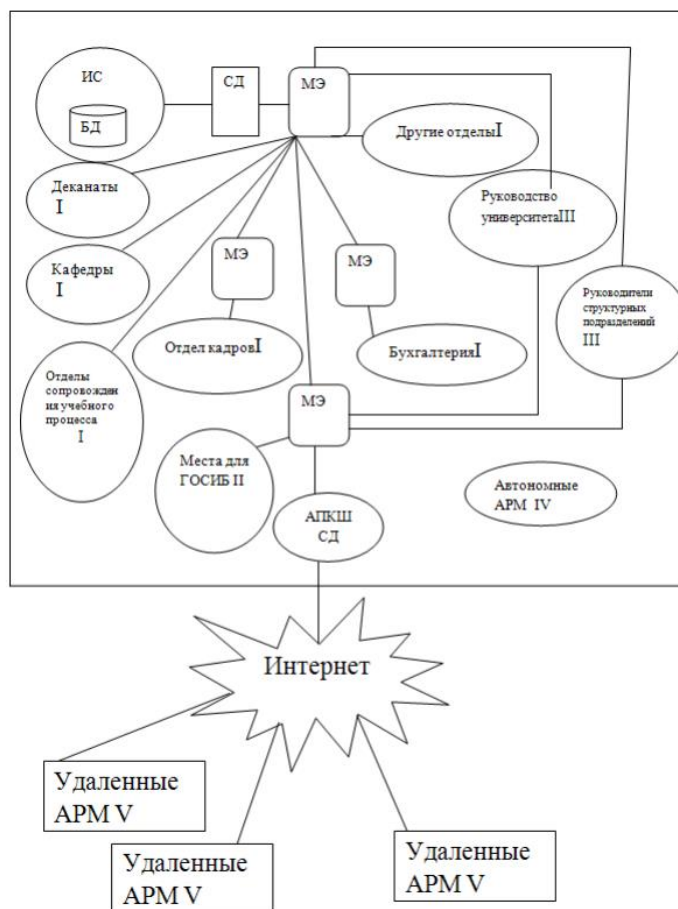 ИС
СД
МЭ
БД
Другие отделыI
Деканаты
I
Руководство
университетаIII
Кафедры
I
МЭ
МЭ
Руководители
структурных
подразделений
III
Отдел кадровI
БухгалтерияI
Отделы
сопровожден
ия учебного
процесса
I
МЭ
Места для
ГОСИБ II
Автономные
АРМ IV
АПКШ
СД
Интернет
Удаленные
АРМ V
Удаленные
АРМ V
Удаленные
АРМ V